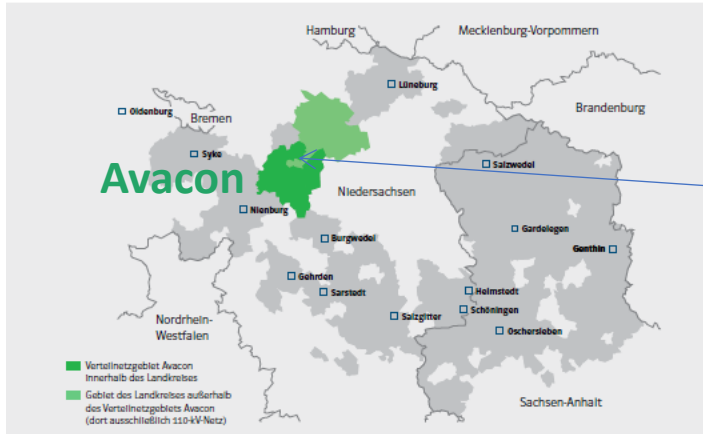 Hamburg
Mecklenburg-Vorpommern
Lüneburg
Oldenburg
Bremen
Brandenburg
Syke
Avacon
Salzwedel
Niedersachsen
Nienburg
Gardelegen
Burgwedel
Genthin
Gehrden
Sarstedt
Helmstedt
Nordrhein-
Westfalen
Salzgitter
Schöningen
Oschersleben
Verteilnetzgebiet Avacon
innerhalb des Landkreises
Gebiet des Landkreises außerhalb
des Verteilnetzgebiets Avacon
(dort ausschließlich 110-kV-Netz)
Sachsen-Anhalt